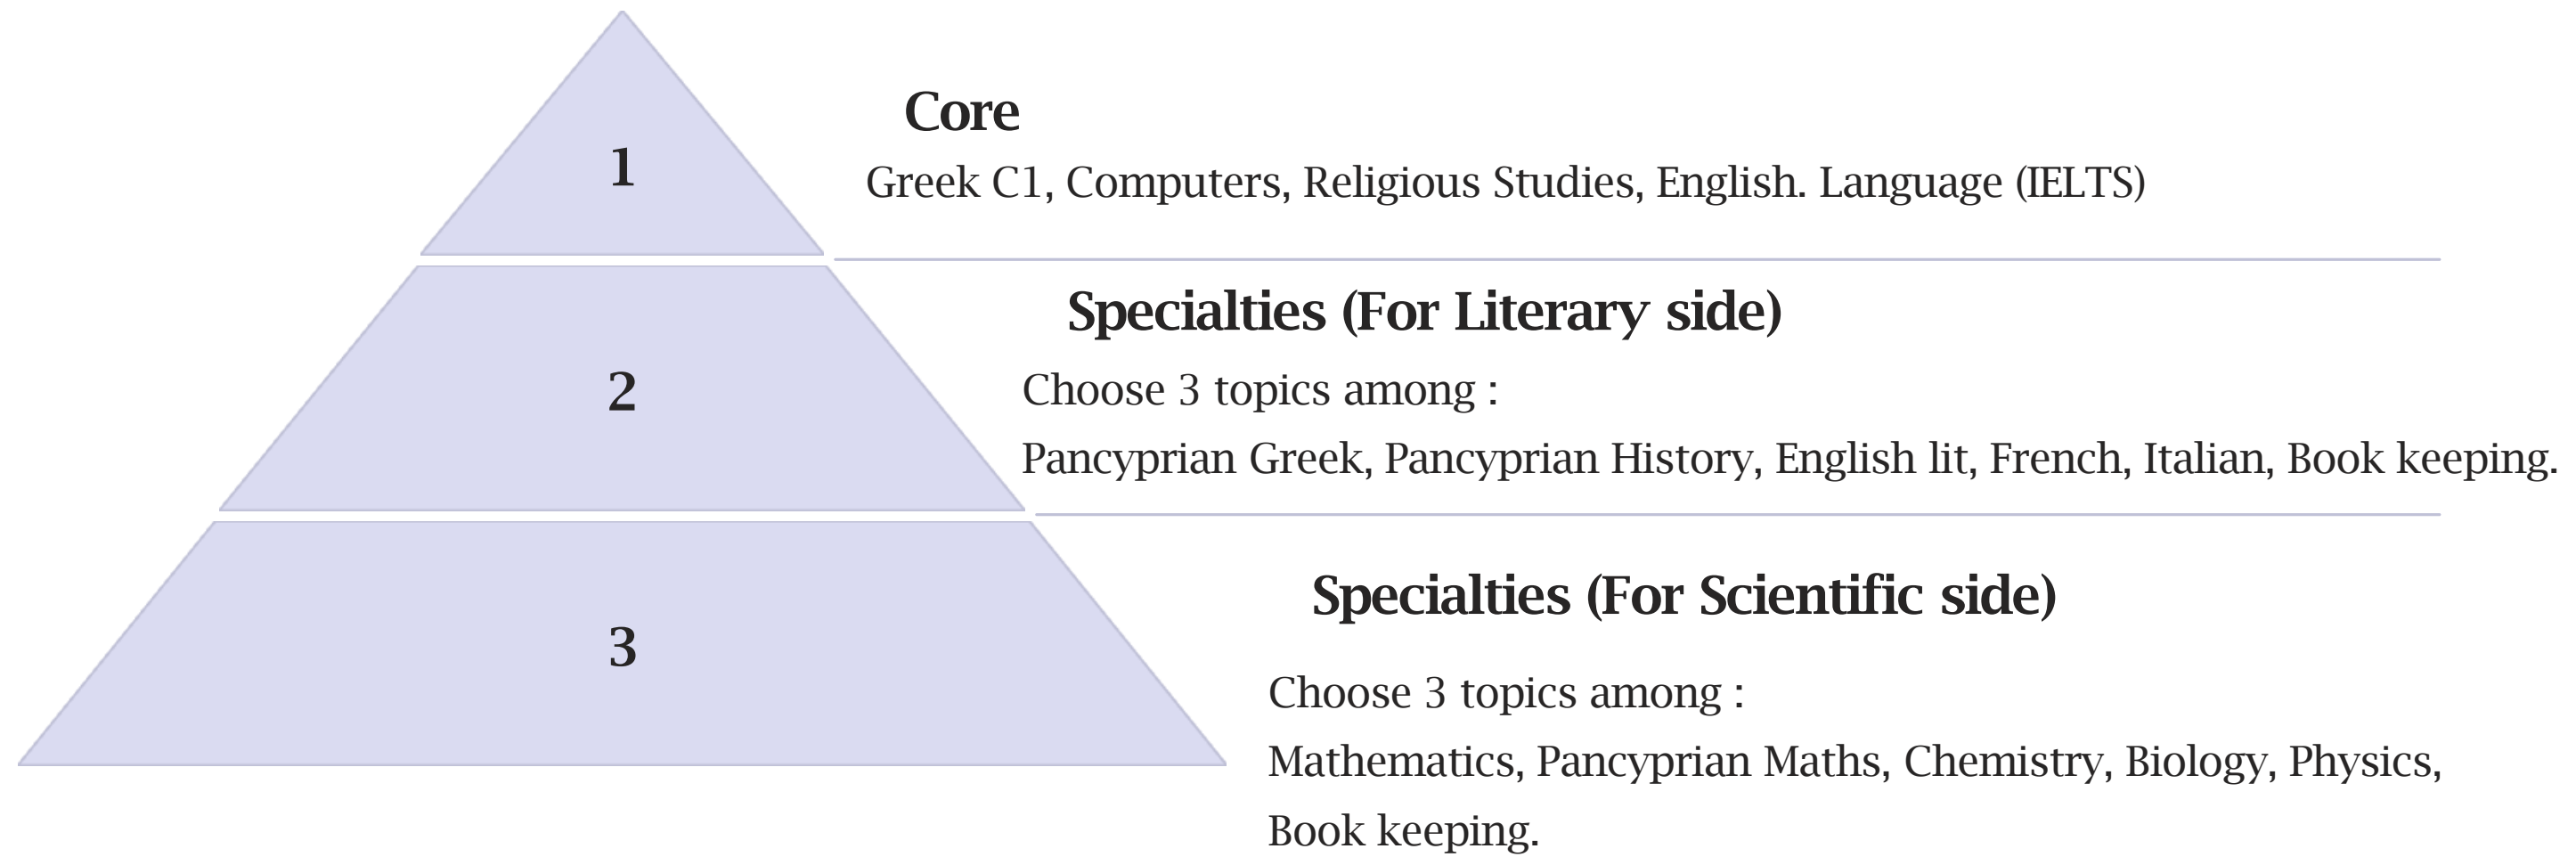 1
Core
Greek C1, Computers, Religious Studies, English. Language (IELTS)
2
Specialties (For Literary side)
Choose 3 topics among :
Pancyprian Greek, Pancyprian History, English lit, French, Italian, Book keeping.
3
Specialties (For Scientific side)
Choose 3 topics among :
Mathematics, Pancyprian Maths, Chemistry, Biology, Physics,
Book keeping.